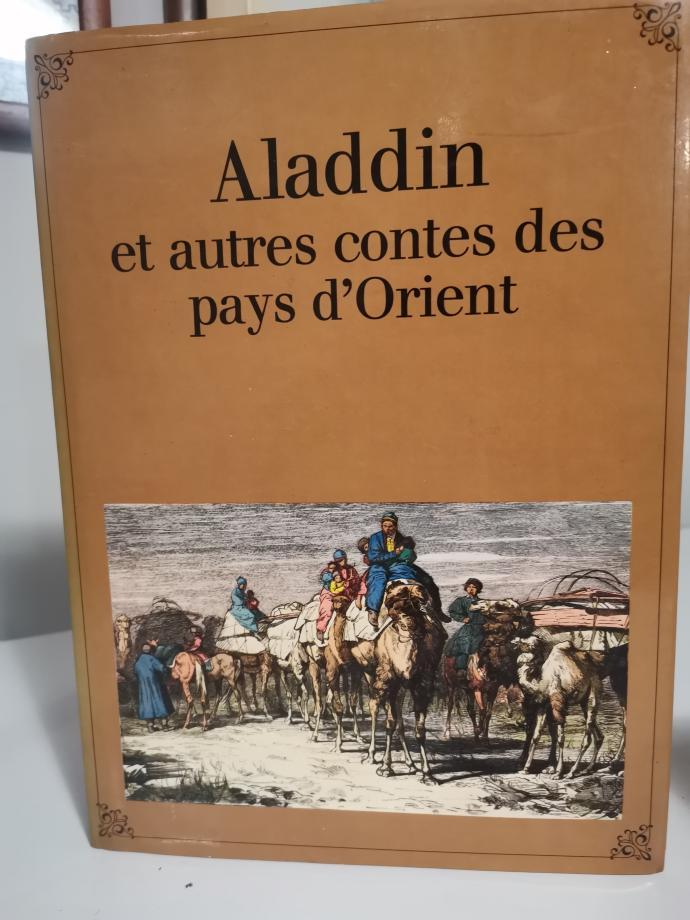 Aladdin
et autres contes des
pays d'Orient